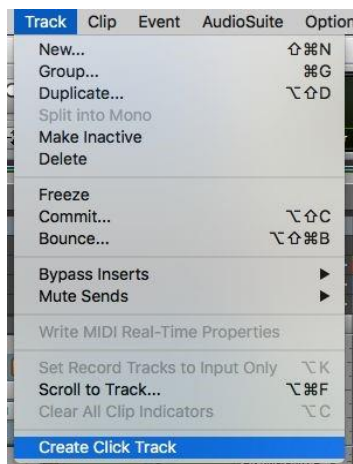 Track Clip Event AudioSuite Option
New... ⇧⌘N
Group... ⌘G
Duplicate... ⌥⇧D
Split into Mono
Make Inactive
Delete
Freeze
Commit... ⌥⇧C
Bounce... ⌥⇧⌘B
Bypass Inserts ▶
Mute Sends ▶
Write MIDI Real-Time Properties
Set Record Tracks to Input Only ⌥K
Scroll to Track... ⌥⌘F
Clear All Clip Indicators ⌥C
Create Click Track